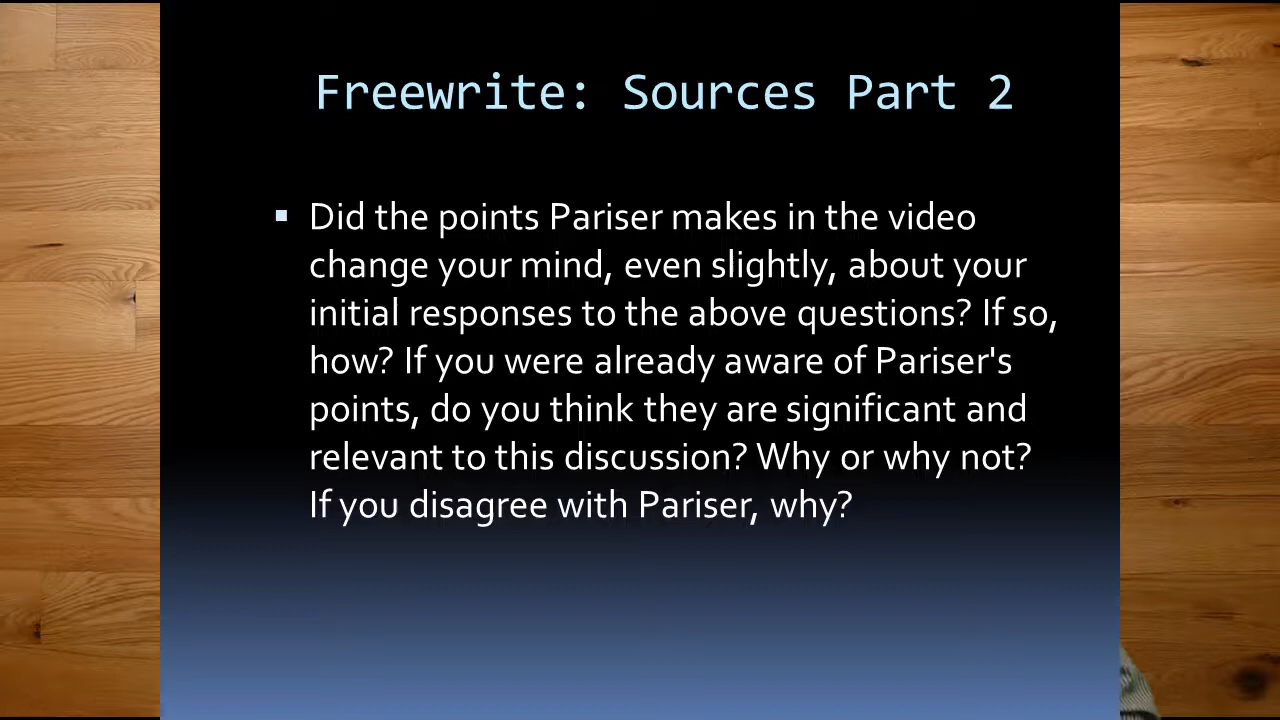 Freewrite: Sources Part 2
Did the points Pariser makes in the video
change your mind, even slightly, about your
initial responses to the above questions? If so,
how? If you were already aware of Pariser's
points, do you think they are significant and
relevant to this discussion? Why or why not?
If you disagree with Pariser, why?